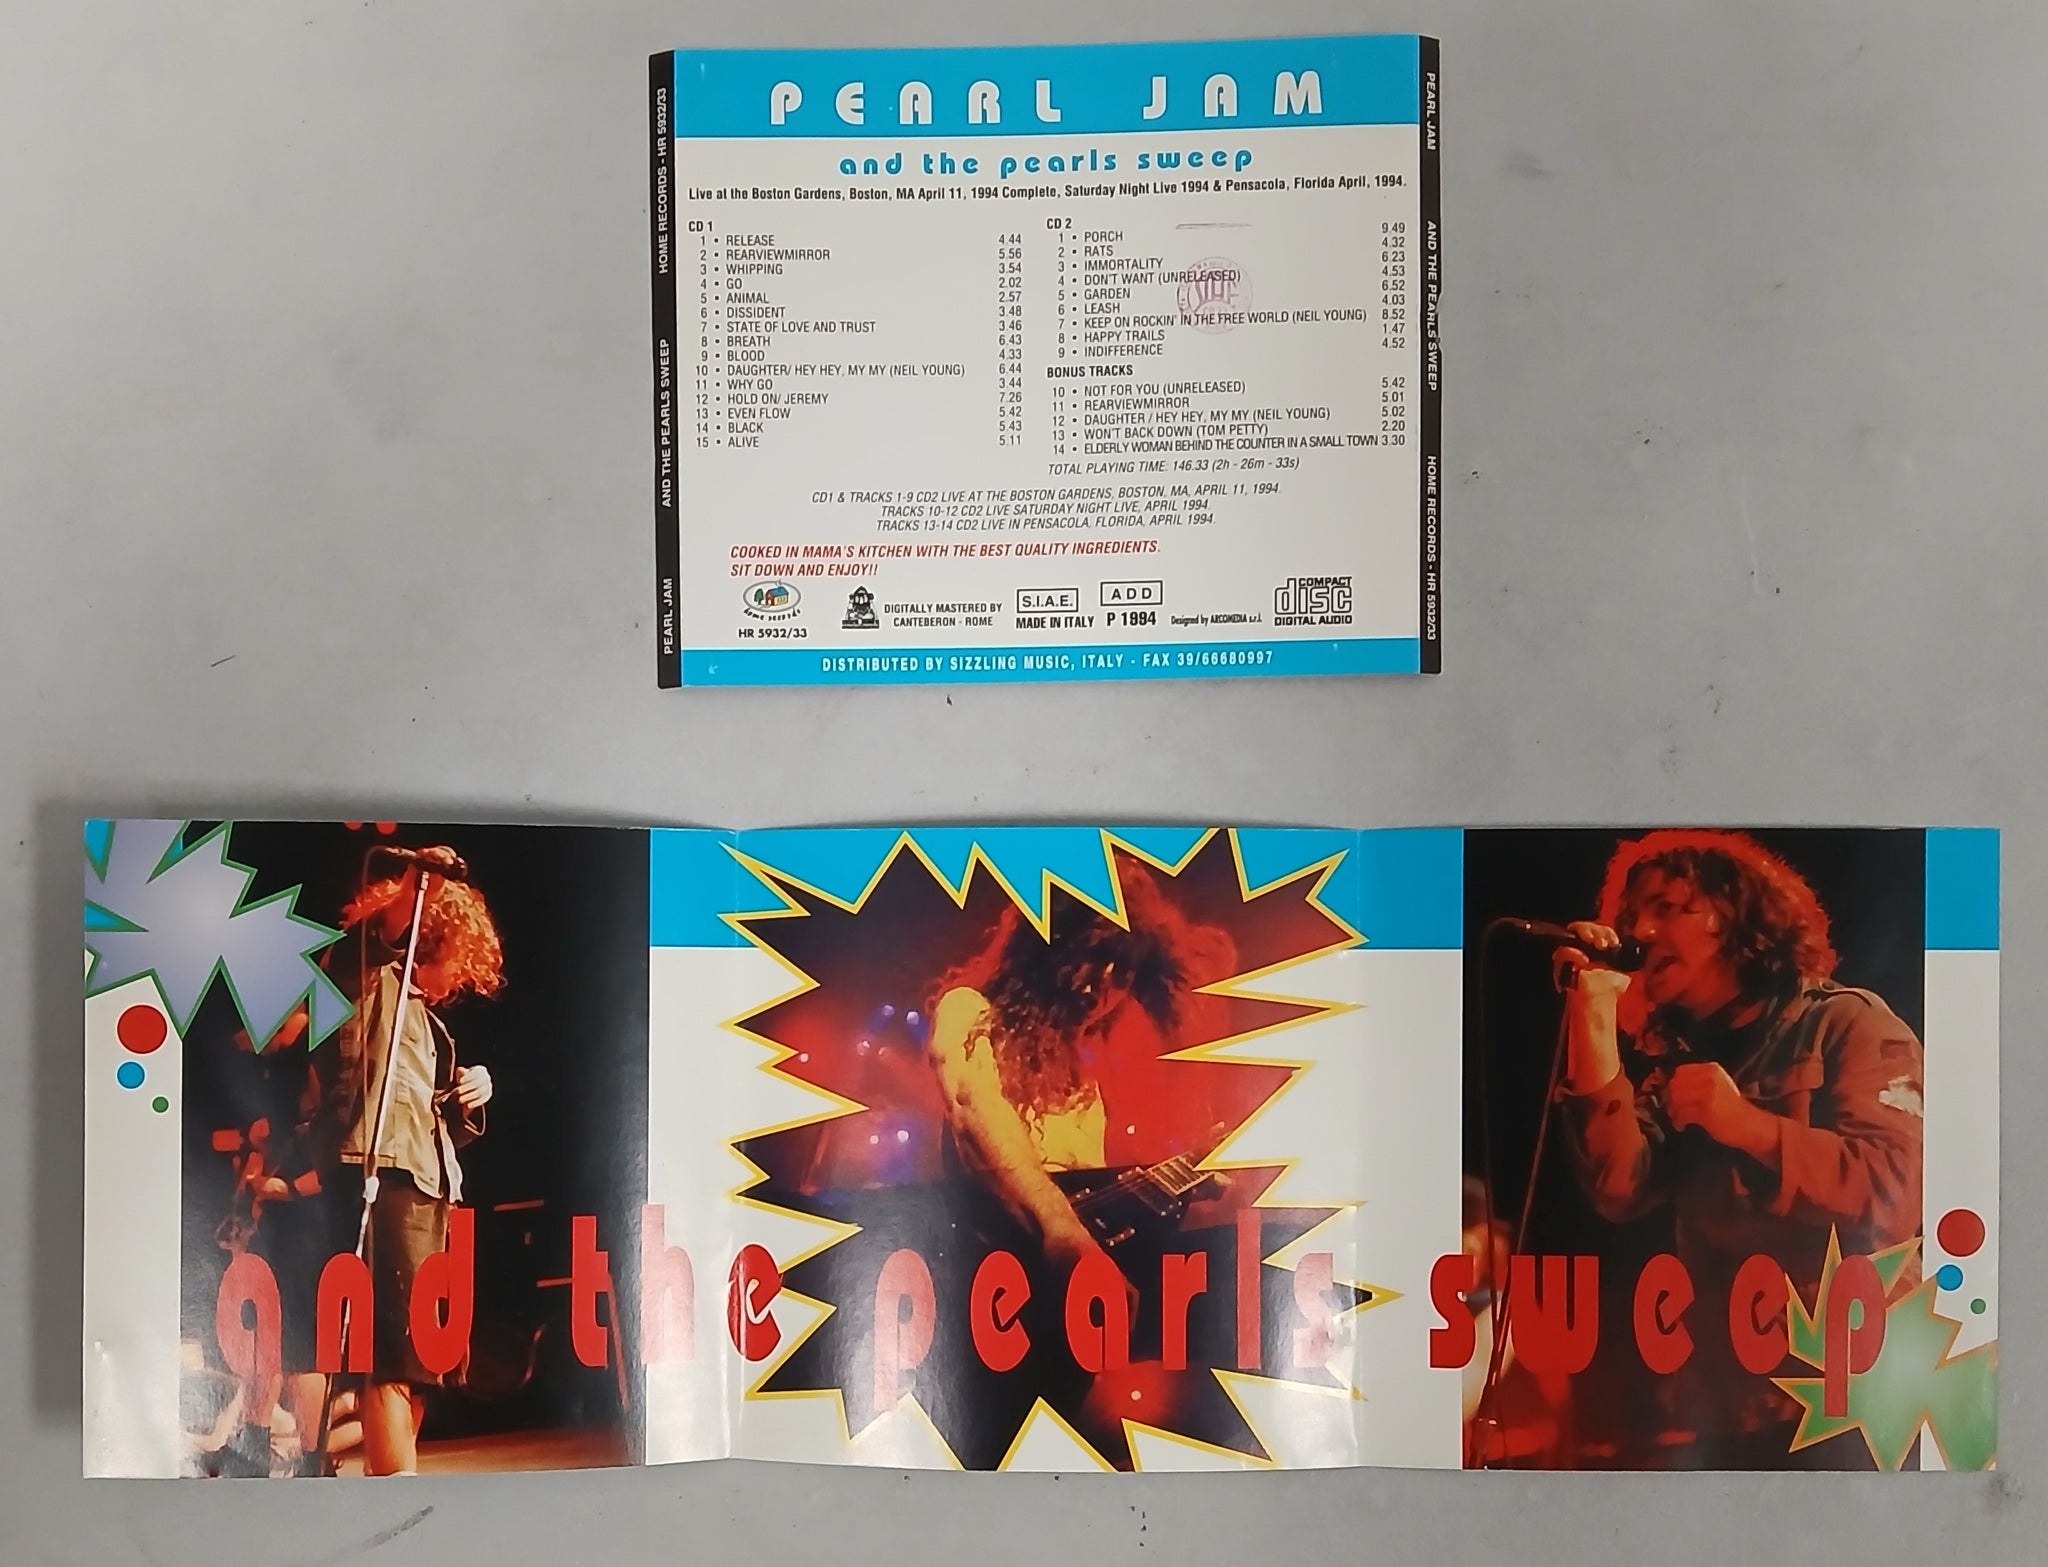 PEARL JAM
and the pearls sweep
Live at the Boston Gardens, Boston, MA April 11, 1994 Complete, Saturday Night Live 1994 & Pensacola, Florida April, 1994.
CD 1
1 • RELEASE 4.44
2 • REARVIEWMIRROR 5.56
3 • WHIPPING 3.54
4 • GO 2.02
5 • ANIMAL 2.57
6 • DISSIDENT 3.48
7 • STATE OF LOVE AND TRUST 3.46
8 • BREATH 6.43
9 • BLOOD 4.33
10 • DAUGHTER/ HEY HEY, MY MY (NEIL YOUNG) 6.44
11 • WHY GO 3.44
12 • HOLD ON/ JEREMY 7.26
13 • EVEN FLOW 5.42
14 • BLACK 5.43
15 • ALIVE 5.11
CD 2
1 • PORCH 9.49
2 • RATS 4.32
3 • IMMORTALITY 6.23
4 • DON'T WANT (UNRELEASED) 4.53
5 • GARDEN 6.52
6 • LEASH 4.03
7 • KEEP ON ROCKIN' IN THE FREE WORLD (NEIL YOUNG) 8.52
8 • HAPPY TRAILS 1.47
9 • INDIFFERENCE 4.52
BONUS TRACKS
10 • NOT FOR YOU (UNRELEASED) 5.42
11 • REARVIEWMIRROR 5.01
12 • DAUGHTER / HEY HEY, MY MY (NEIL YOUNG) 5.02
13 • WON'T BACK DOWN (TOM PETTY) 2.20
14 • ELDERLY WOMAN BEHIND THE COUNTER IN A SMALL TOWN 3.30
TOTAL PLAYING TIME: 146.33 (2h - 26m - 33s)
CD1 & TRACKS 1-9 CD2 LIVE AT THE BOSTON GARDENS, BOSTON, MA, APRIL 11, 1994.
TRACKS 10-12 CD2 LIVE SATURDAY NIGHT LIVE, APRIL 1994.
TRACKS 13-14 CD2 LIVE IN PENSACOLA, FLORIDA, APRIL 1994.
COOKED IN MAMA'S KITCHEN WITH THE BEST QUALITY INGREDIENTS.
SIT DOWN AND ENJOY!!
home records
HR 5932/33
DIGITALLY MASTERED BY
CANTEBERON - ROME
S.I.A.E.
MADE IN ITALY
ADD
P 1994
Designed by ARCOMEDIA s.r.l.
COMPACT
disc
DIGITAL AUDIO
DISTRIBUTED BY SIZZLING MUSIC, ITALY - FAX 39/66680997
PEARL JAM AND THE PEARLS SWEEP HOME RECORDS - HR 5932/33
PEARL JAM AND THE PEARLS SWEEP HOME RECORDS - HR 5932/33
and the pearls sweep